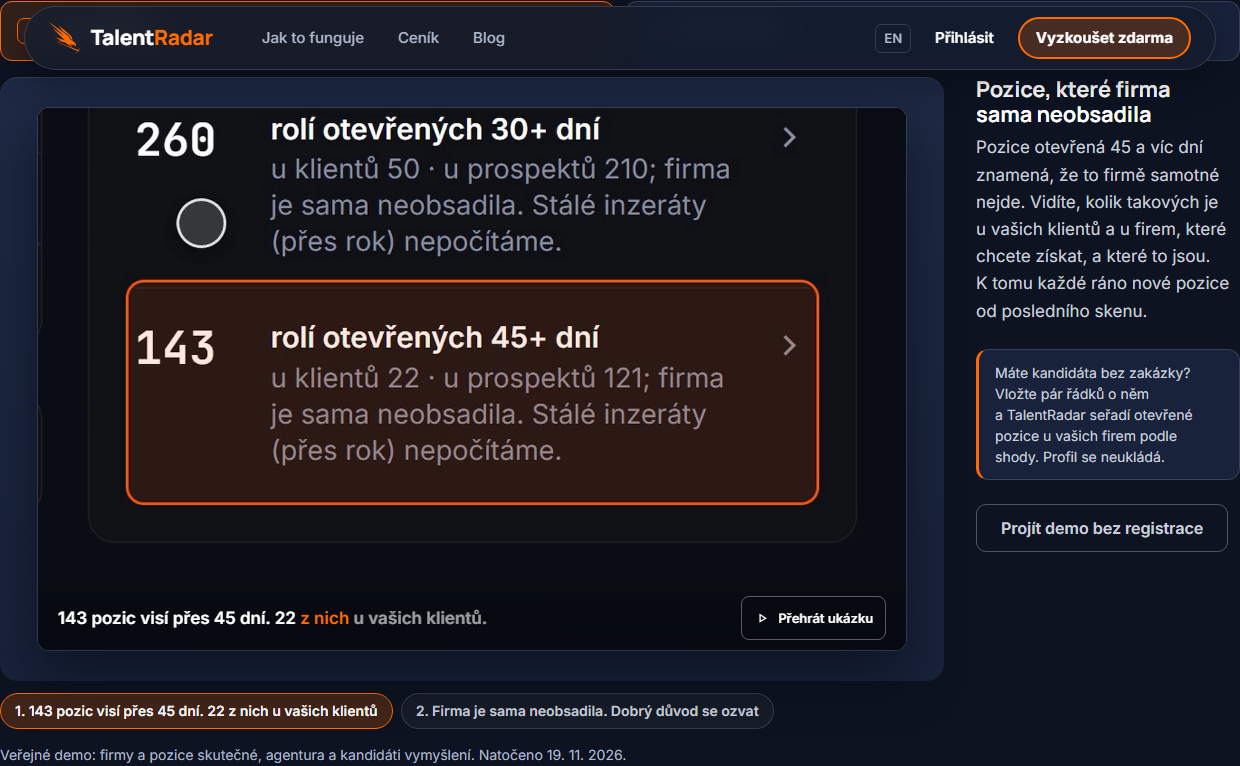 TalentRadar
Jak to funguje
Ceník
Blog
EN
Přihlásit
Vyzkoušet zdarma
260
rolí otevřených 30+ dní
u klientů 50 · u prospektů 210; firma
je sama neobsadila. Stálé inzeráty
(přes rok) nepočítáme.
143
rolí otevřených 45+ dní
u klientů 22 · u prospektů 121; firma
je sama neobsadila. Stálé inzeráty
(přes rok) nepočítáme.
143 pozic visí přes 45 dní. 22 z nich u vašich klientů.
Přehrát ukázku
1. 143 pozic visí přes 45 dní. 22 z nich u vašich klientů
2. Firma je sama neobsadila. Dobrý důvod se ozvat
Veřejné demo: firmy a pozice skutečné, agentura a kandidáti vymyšlení. Natočeno 19. 11. 2026.
Pozice, které firma
sama neobsadila
Pozice otevřená 45 a víc dní
znamená, že to firmě samotné
nejde. Vidíte, kolik takových je
u vašich klientů a u firem, které
chcete získat, a které to jsou.
K tomu každé ráno nové pozice
od posledního skenu.
Máte kandidáta bez zakázky?
Vložte pár řádků o něm
a TalentRadar seřadí otevřené
pozice u vašich firem podle
shody. Profil se neukládá.
Projít demo bez registrace